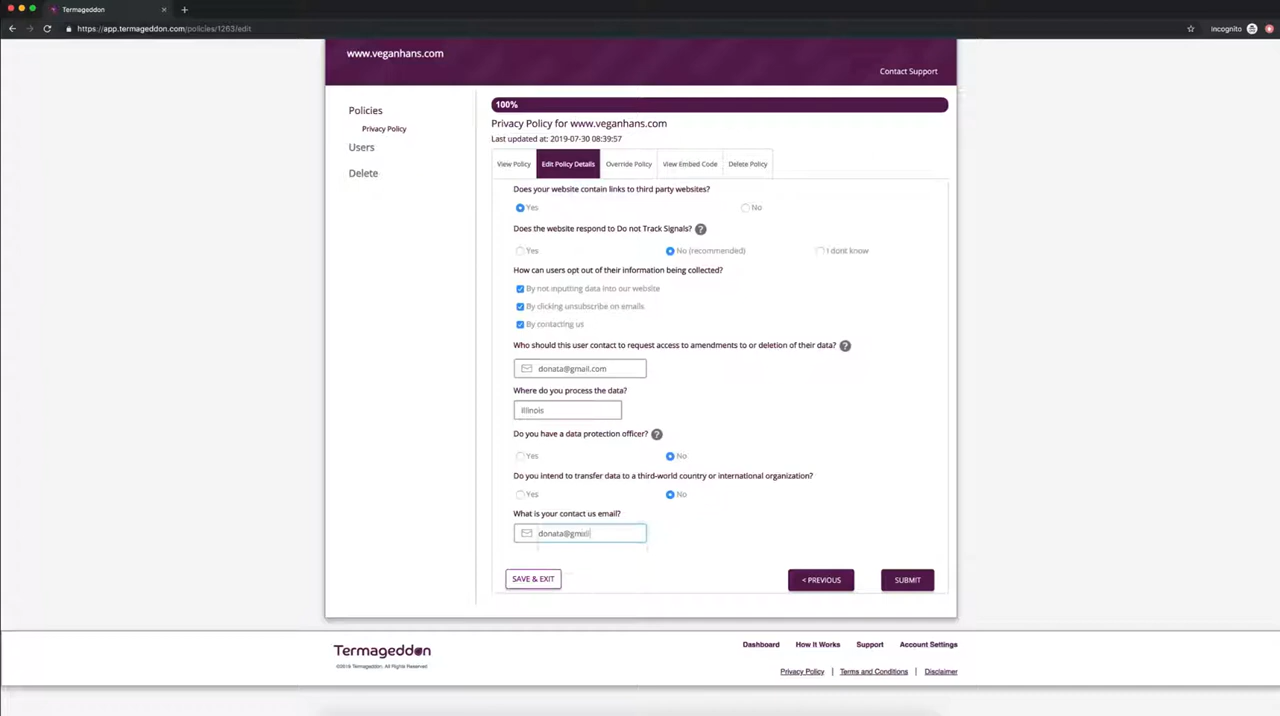 Termageddon
https://app.termageddon.com/policies/1263/edit
Incognito
www.veganhans.com
Contact Support
Policies
Privacy Policy
Users
Delete
100%
Privacy Policy for www.veganhans.com
Last updated at: 2019-07-30 08:39:57
View Policy
Edit Policy Details
Override Policy
View Embed Code
Delete Policy
Does your website contain links to third party websites?
Yes
No
Does the website respond to Do not Track Signals? ?
Yes
No (recommended)
I dont know
How can users opt out of their information being collected?
By not inputting data into our website
By clicking unsubscribe on emails
By contacting us
Who should this user contact to request access to amendments to or deletion of their data? ?
donata@gmail.com
Where do you process the data?
Illinois
Do you have a data protection officer? ?
Yes
No
Do you intend to transfer data to a third-world country or international organization?
Yes
No
What is your contact us email?
donata@gmail
SAVE & EXIT
< PREVIOUS
SUBMIT
Termageddon
©2018 Termageddon, All Rights Reserved
Dashboard
How It Works
Support
Account Settings
Privacy Policy | Terms and Conditions | Disclaimer